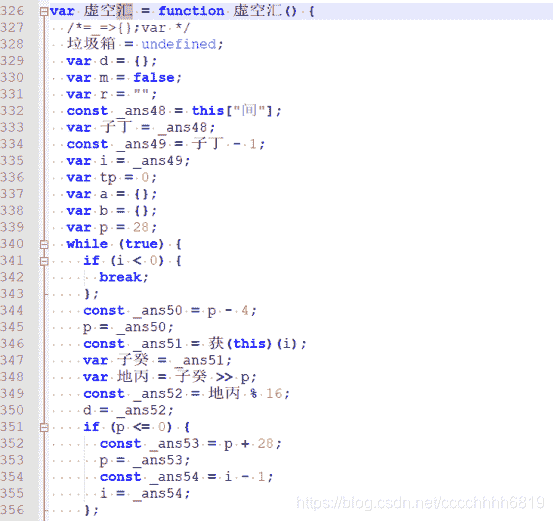 326 var 虚空汇 = function 虚空汇() {
327 /*=_=>{};var */
328 垃圾箱 = undefined;
329 var d = {};
330 var m = false;
331 var r = "";
332 const _ans48 = this["间"];
333 var 子丁 = _ans48;
334 const _ans49 = 子丁 - 1;
335 var i = _ans49;
336 var tp = 0;
337 var a = {};
338 var b = {};
339 var p = 28;
340 while (true) {
341 if (i < 0) {
342 break;
343 };
344 const _ans50 = p - 4;
345 p = _ans50;
346 const _ans51 = 获(this)(i);
347 var 子癸 = _ans51;
348 var 地丙 = 子癸 >> p;
349 const _ans52 = 地丙 % 16;
350 d = _ans52;
351 if (p <= 0) {
352 const _ans53 = p + 28;
353 p = _ans53;
354 const _ans54 = i - 1;
355 i = _ans54;
356 };
https://blog.csdn.net/cccchhhh6819